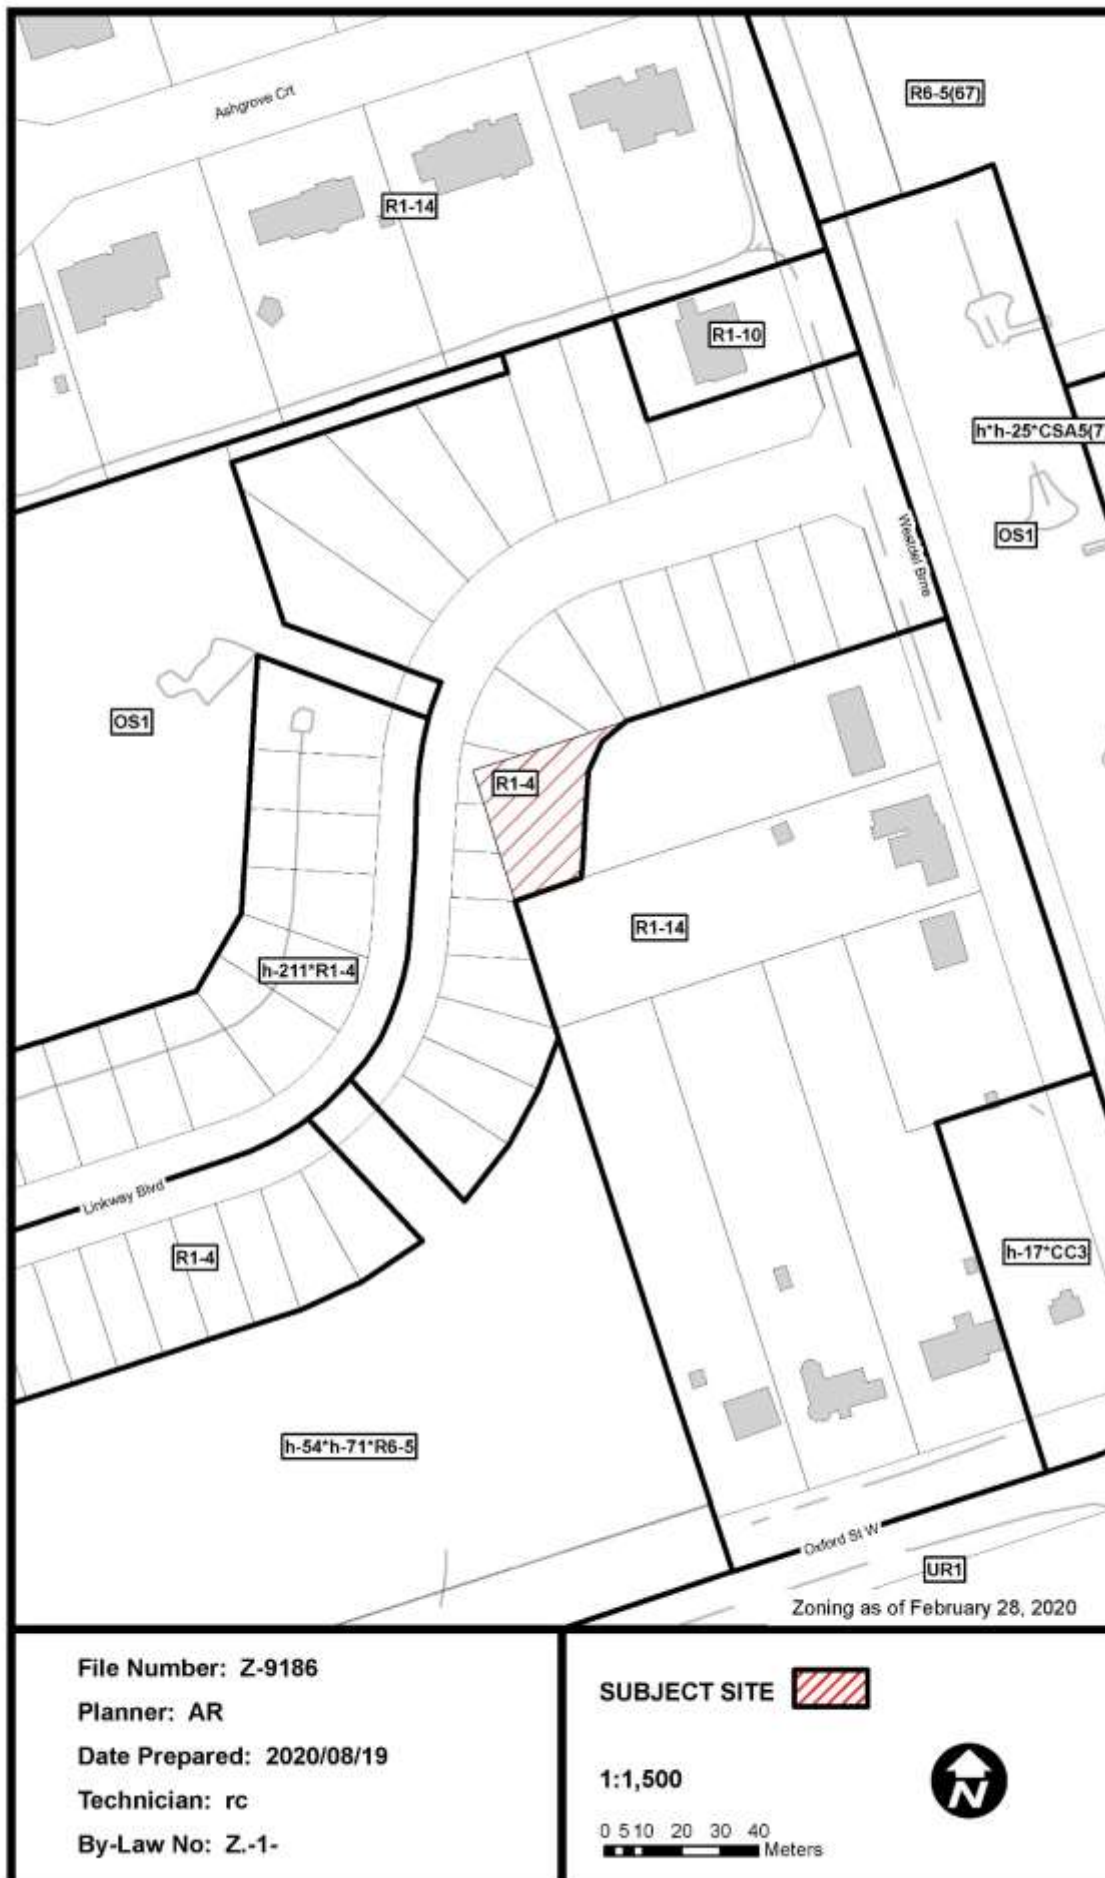 Ashgrove Crt
R6-5(67)
R1-14
R1-10
h*h-25*CSA5(7
OS1
Westdel Brne
OS1
R1-4
R1-14
h-211*R1-4
Linkway Blvd
R1-4
h-17*CC3
h-54*h-71*R6-5
Oxford St W
UR1
Zoning as of February 28, 2020
File Number: Z-9186
Planner: AR
Date Prepared: 2020/08/19
Technician: rc
By-Law No: Z.-1-
SUBJECT SITE
1:1,500
0 5 10 20 30 40
Meters
N